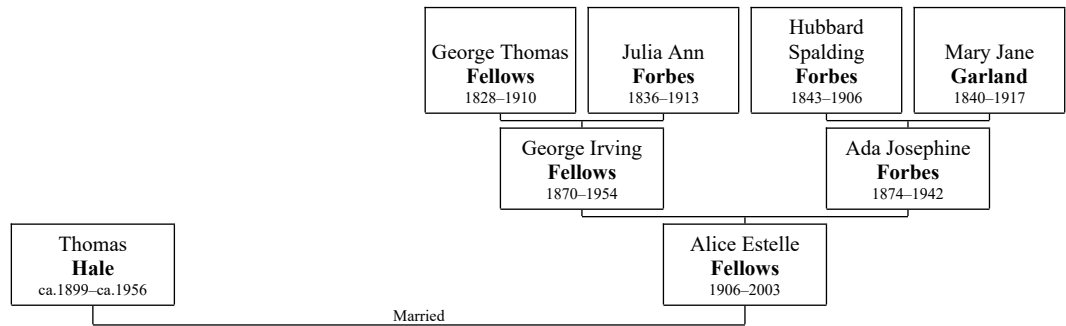 George Thomas
Fellows
1828–1910
Julia Ann
Forbes
1836–1913
Hubbard
Spalding
Forbes
1843–1906
Mary Jane
Garland
1840–1917
George Irving
Fellows
1870–1954
Ada Josephine
Forbes
1874–1942
Thomas
Hale
ca.1899–ca.1956
Alice Estelle
Fellows
1906–2003
Married